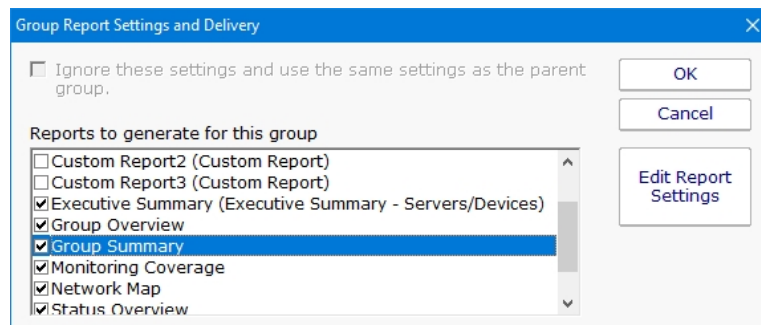 Group Report Settings and Delivery
Ignore these settings and use the same settings as the parent
group.
OK
Cancel
Reports to generate for this group
Custom Report2 (Custom Report)
Custom Report3 (Custom Report)
Executive Summary (Executive Summary - Servers/Devices)
Group Overview
Group Summary
Monitoring Coverage
Network Map
Status Overview
Edit Report
Settings